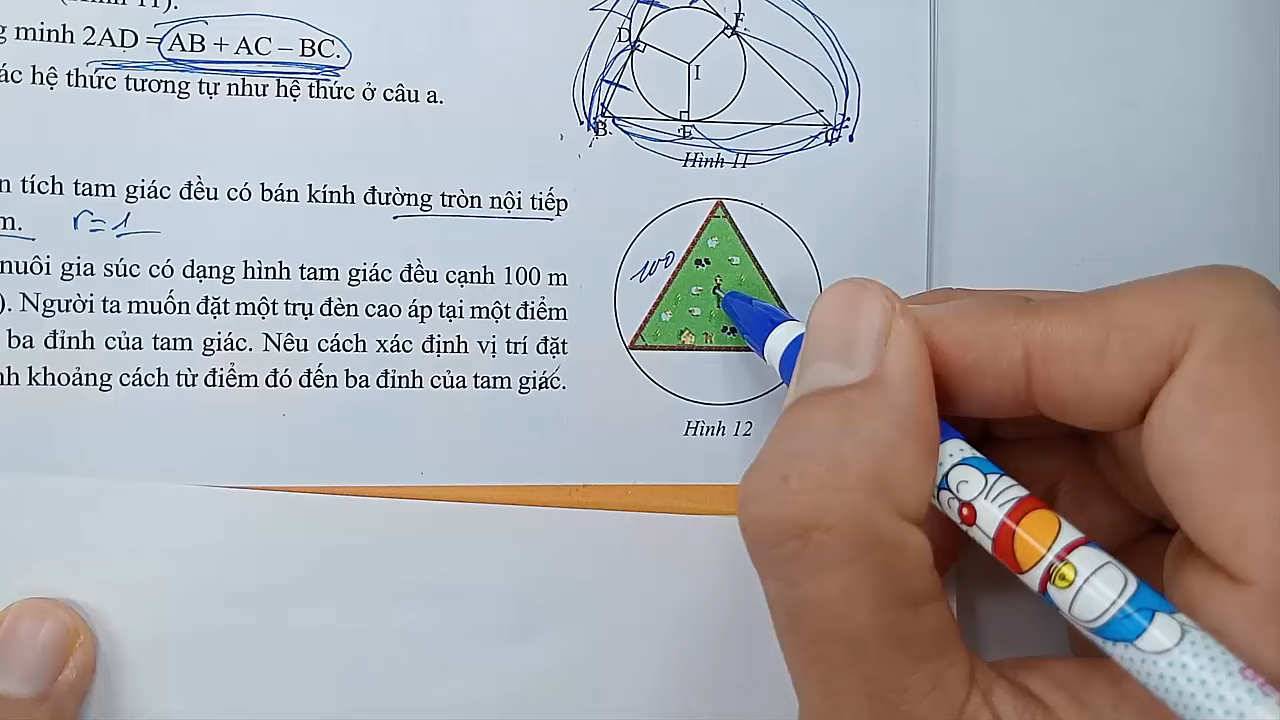 g minh 2AD = AB + AC – BC.
ác hệ thức tương tự như hệ thức ở câu a.
D
F
I
B
E
Hình 11
n tích tam giác đều có bán kính đường tròn nội tiếp
m. r = 1
nuôi gia súc có dạng hình tam giác đều cạnh 100 m
). Người ta muốn đặt một trụ đèn cao áp tại một điểm
ba đỉnh của tam giác. Nêu cách xác định vị trí đặt
nh khoảng cách từ điểm đó đến ba đỉnh của tam giác.
100
Hình 12